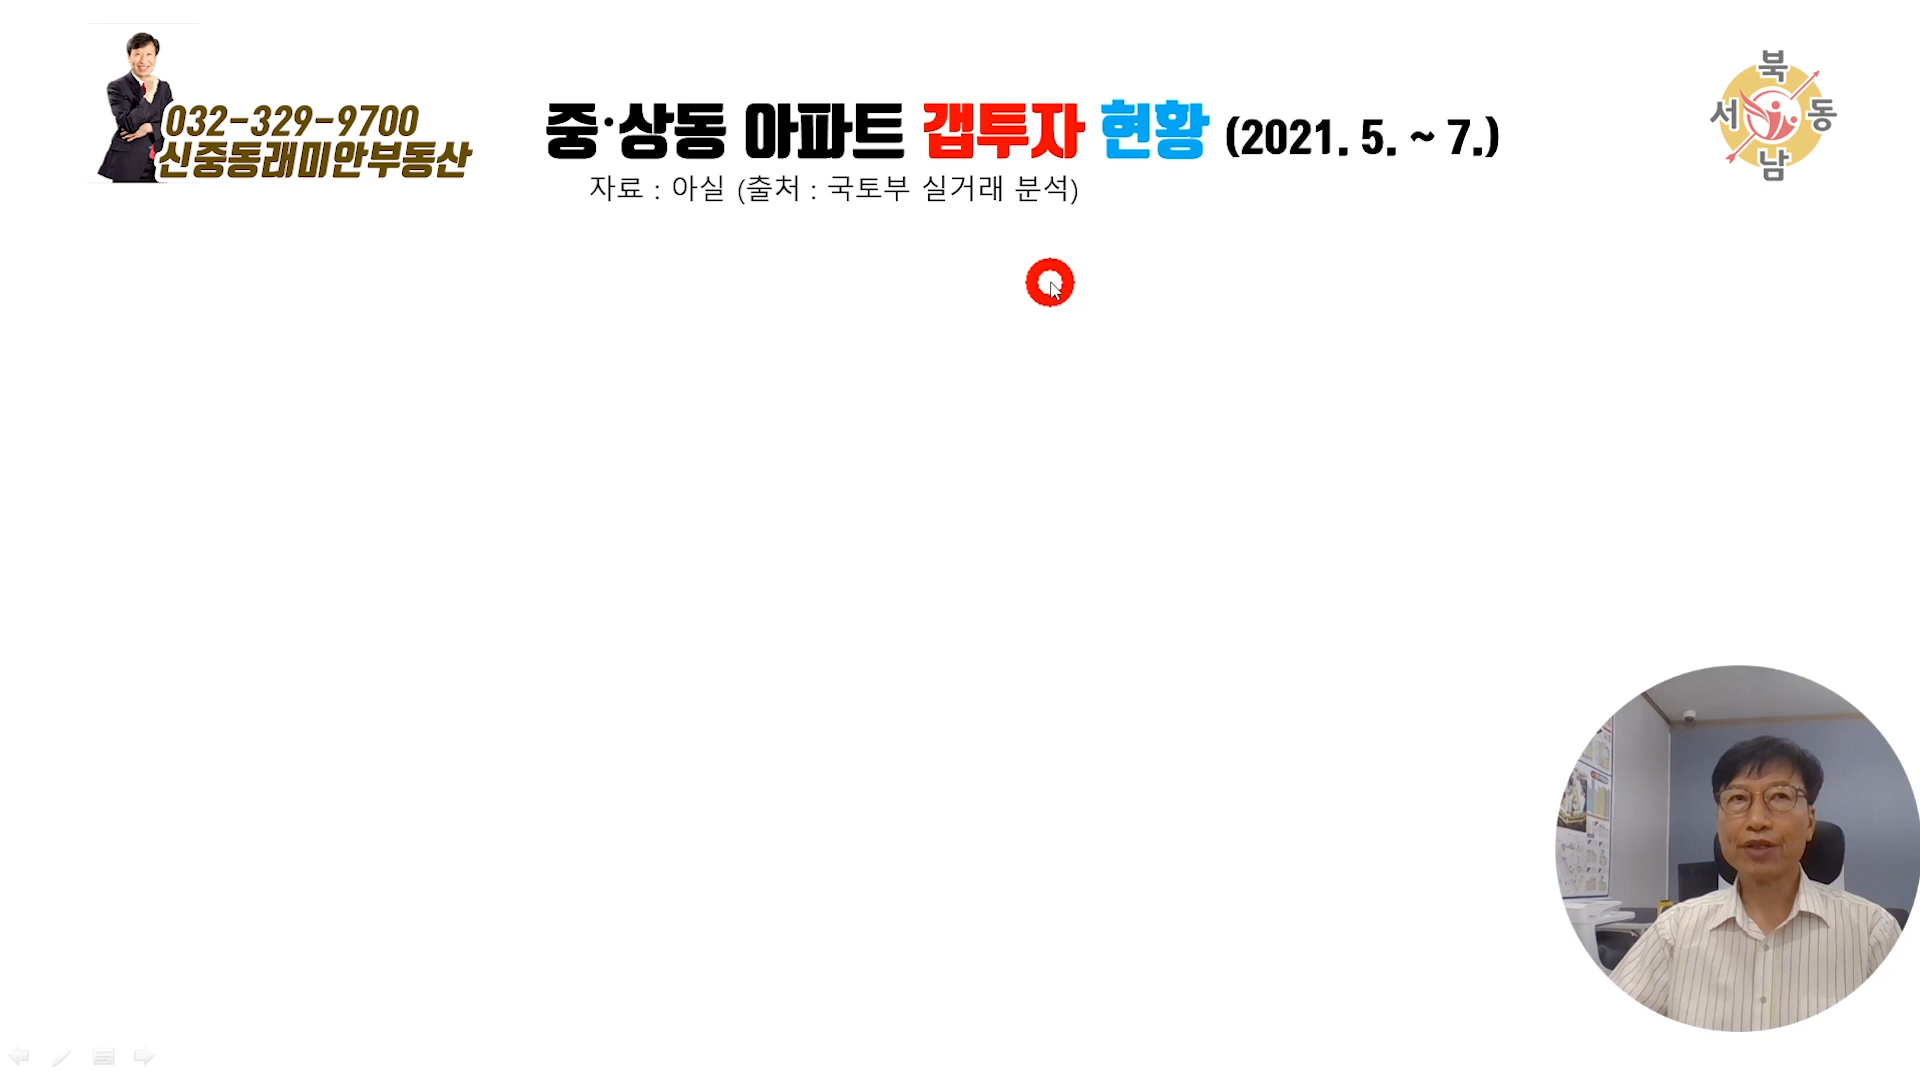 032-329-9700
신중동래미안부동산
중·상동 아파트 갭투자 현황 (2021. 5. ~ 7.)
자료 : 아실 (출처 : 국토부 실거래 분석)
북
서 동
남